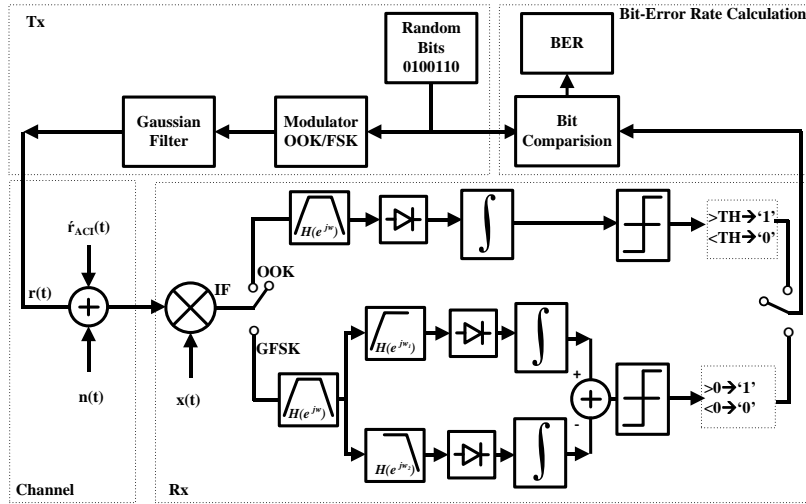 Tx
Bit-Error Rate Calculation
Random
Bits
0100110
BER
Gaussian
Filter
Modulator
OOK/FSK
Bit
Comparision
ŕACI(t)
r(t)
+
n(t)
Channel
IF
x(t)
OOK
GFSK
H(e^jw)
∫
>TH→‘1’
<TH→‘0’
H(e^jw)
H(e^jw1)
∫
+
+
-
>0→‘1’
<0→‘0’
H(e^jw2)
∫
Rx